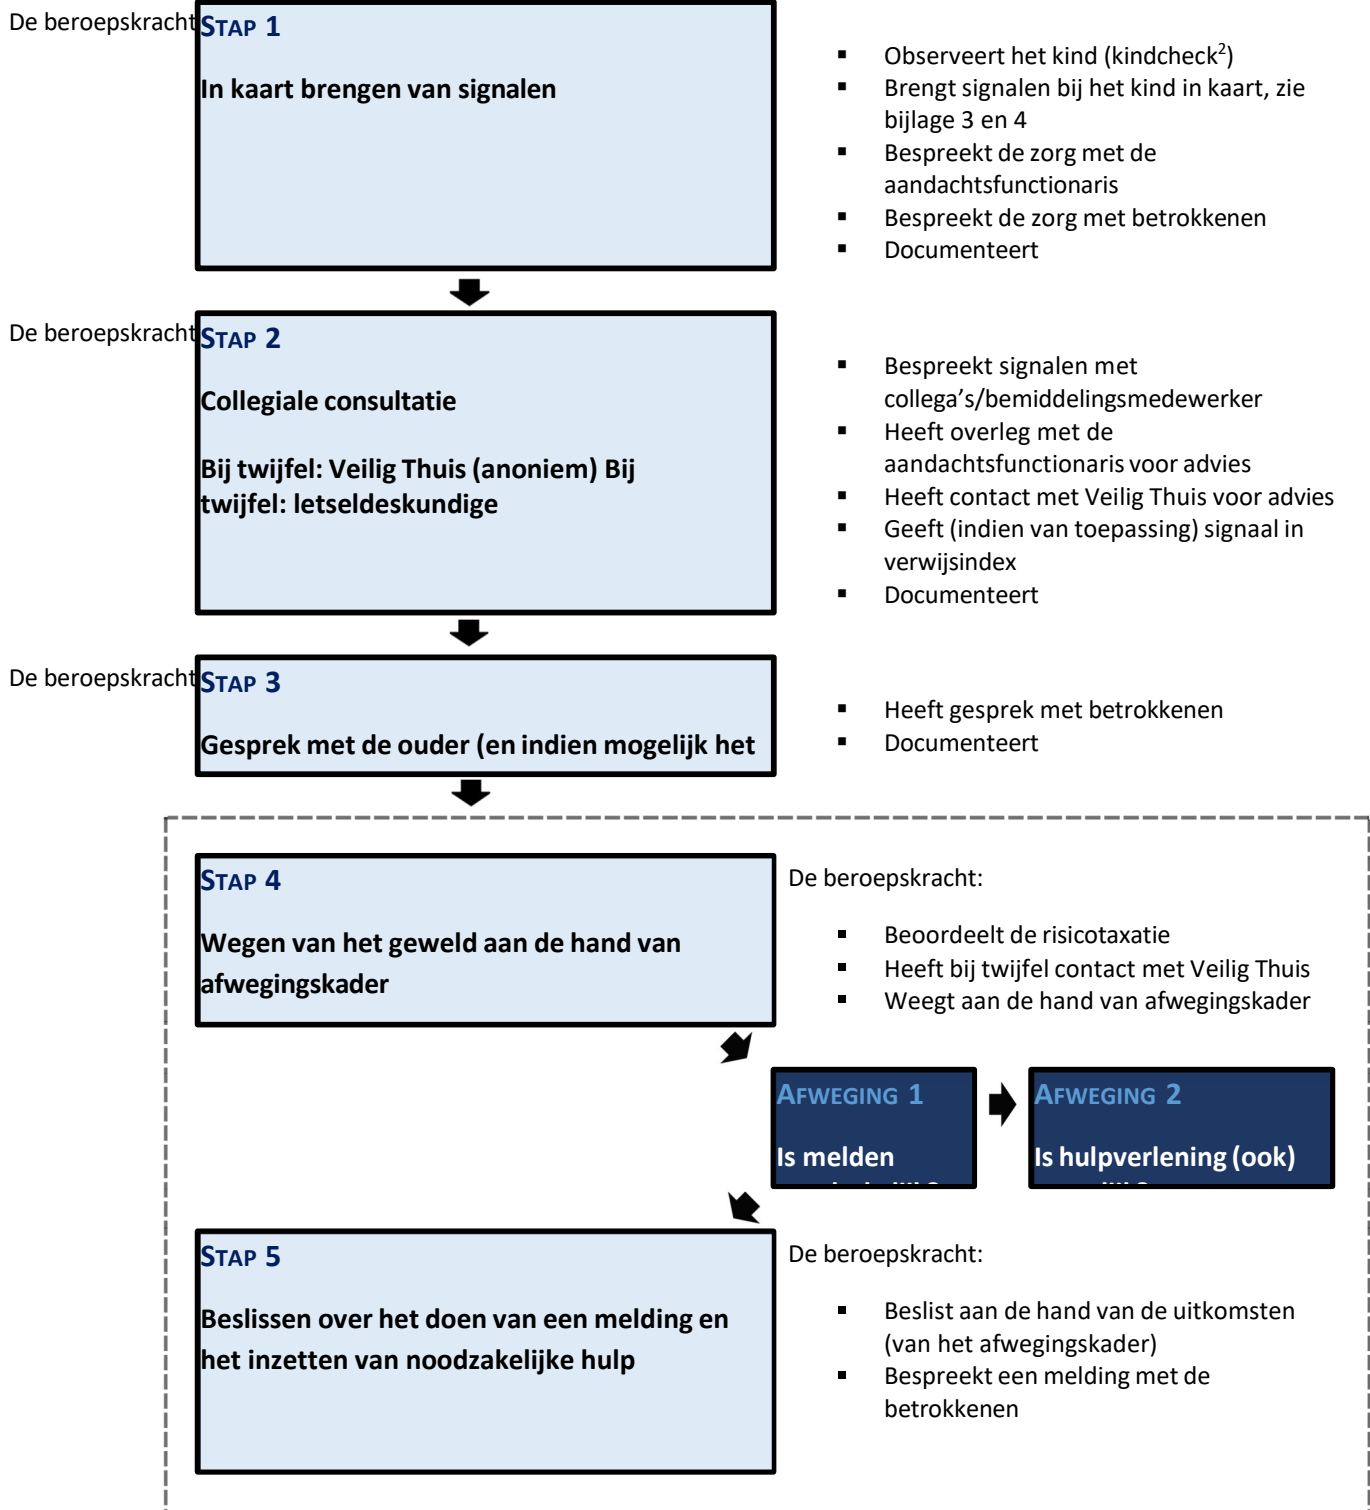 De beroepskracht
STAP 1
In kaart brengen van signalen
▪ Observeert het kind (kindcheck²)
▪ Brengt signalen bij het kind in kaart, zie
bijlage 3 en 4
▪ Bespreekt de zorg met de
aandachtsfunctionaris
▪ Bespreekt de zorg met betrokkenen
▪ Documenteert
De beroepskracht
STAP 2
Collegiale consultatie
Bij twijfel: Veilig Thuis (anoniem) Bij
twijfel: letseldeskundige
▪ Bespreekt signalen met
collega’s/bemiddelingsmedewerker
▪ Heeft overleg met de
aandachtsfunctionaris voor advies
▪ Heeft contact met Veilig Thuis voor advies
▪ Geeft (indien van toepassing) signaal in
verwijsindex
▪ Documenteert
De beroepskracht
STAP 3
Gesprek met de ouder (en indien mogelijk het
▪ Heeft gesprek met betrokkenen
▪ Documenteert
STAP 4
Wegen van het geweld aan de hand van
afwegingskader
De beroepskracht:
▪ Beoordeelt de risicotaxatie
▪ Heeft bij twijfel contact met Veilig Thuis
▪ Weegt aan de hand van afwegingskader
AFWEGING 1
Is melden
AFWEGING 2
Is hulpverlening (ook)
STAP 5
Beslissen over het doen van een melding en
het inzetten van noodzakelijke hulp
De beroepskracht:
▪ Beslist aan de hand van de uitkomsten
(van het afwegingskader)
▪ Bespreekt een melding met de
betrokkenen